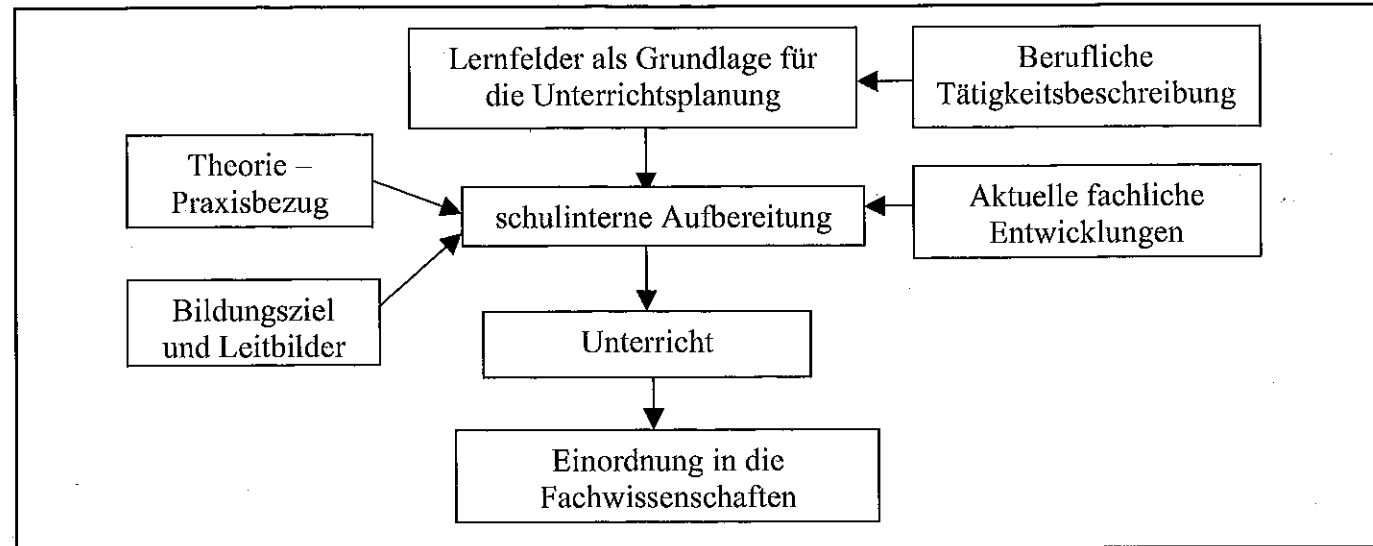 Lernfelder als Grundlage für
die Unterrichtsplanung
Berufliche
Tätigkeitsbeschreibung
Theorie –
Praxisbezug
schulinterne Aufbereitung
Aktuelle fachliche
Entwicklungen
Bildungsziel
und Leitbilder
Unterricht
Einordnung in die
Fachwissenschaften